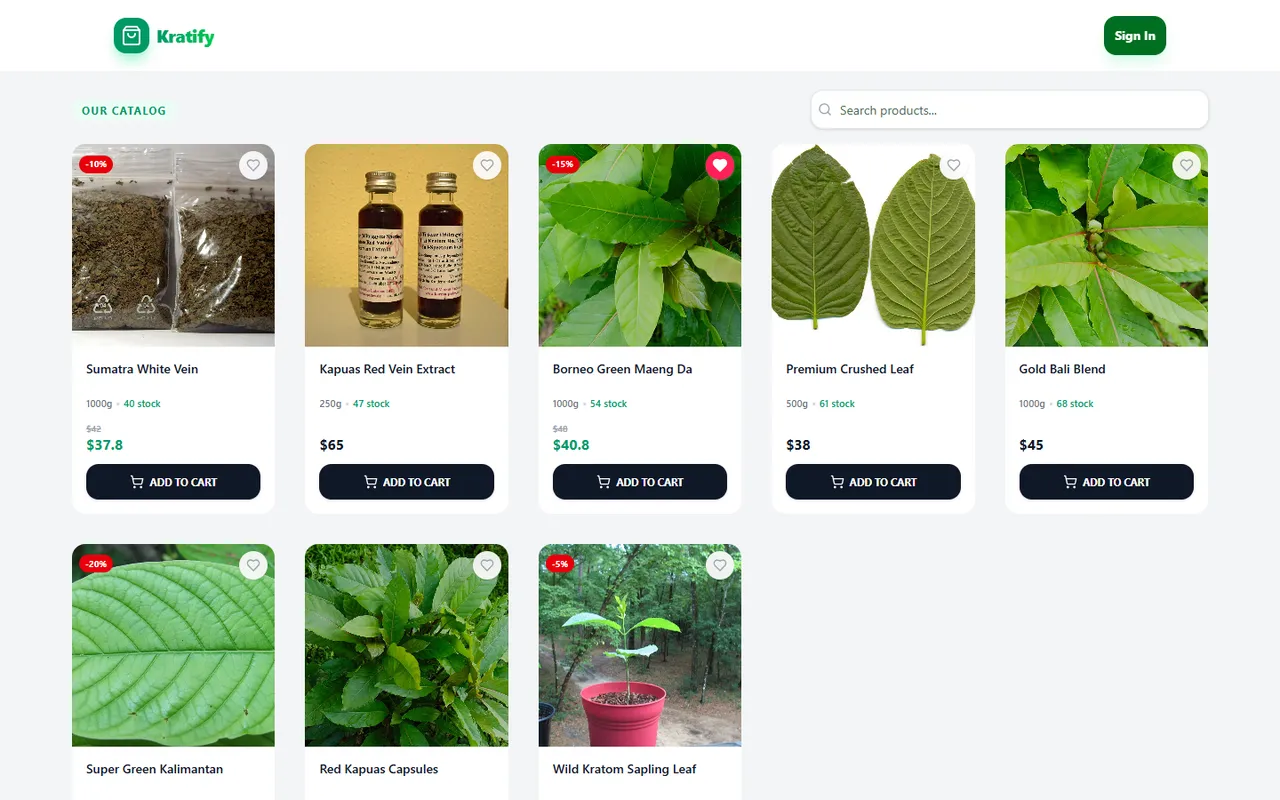 Kratify
Sign In
OUR CATALOG
Search products...
-10%
-15%
Sumatra White Vein
Kapuas Red Vein Extract
Borneo Green Maeng Da
Premium Crushed Leaf
Gold Bali Blend
1000g • 40 stock
250g • 47 stock
1000g • 54 stock
500g • 61 stock
1000g • 68 stock
$42
$48
$37.8
$65
$40.8
$38
$45
ADD TO CART
ADD TO CART
ADD TO CART
ADD TO CART
ADD TO CART
-20%
-5%
Super Green Kalimantan
Red Kapuas Capsules
Wild Kratom Sapling Leaf